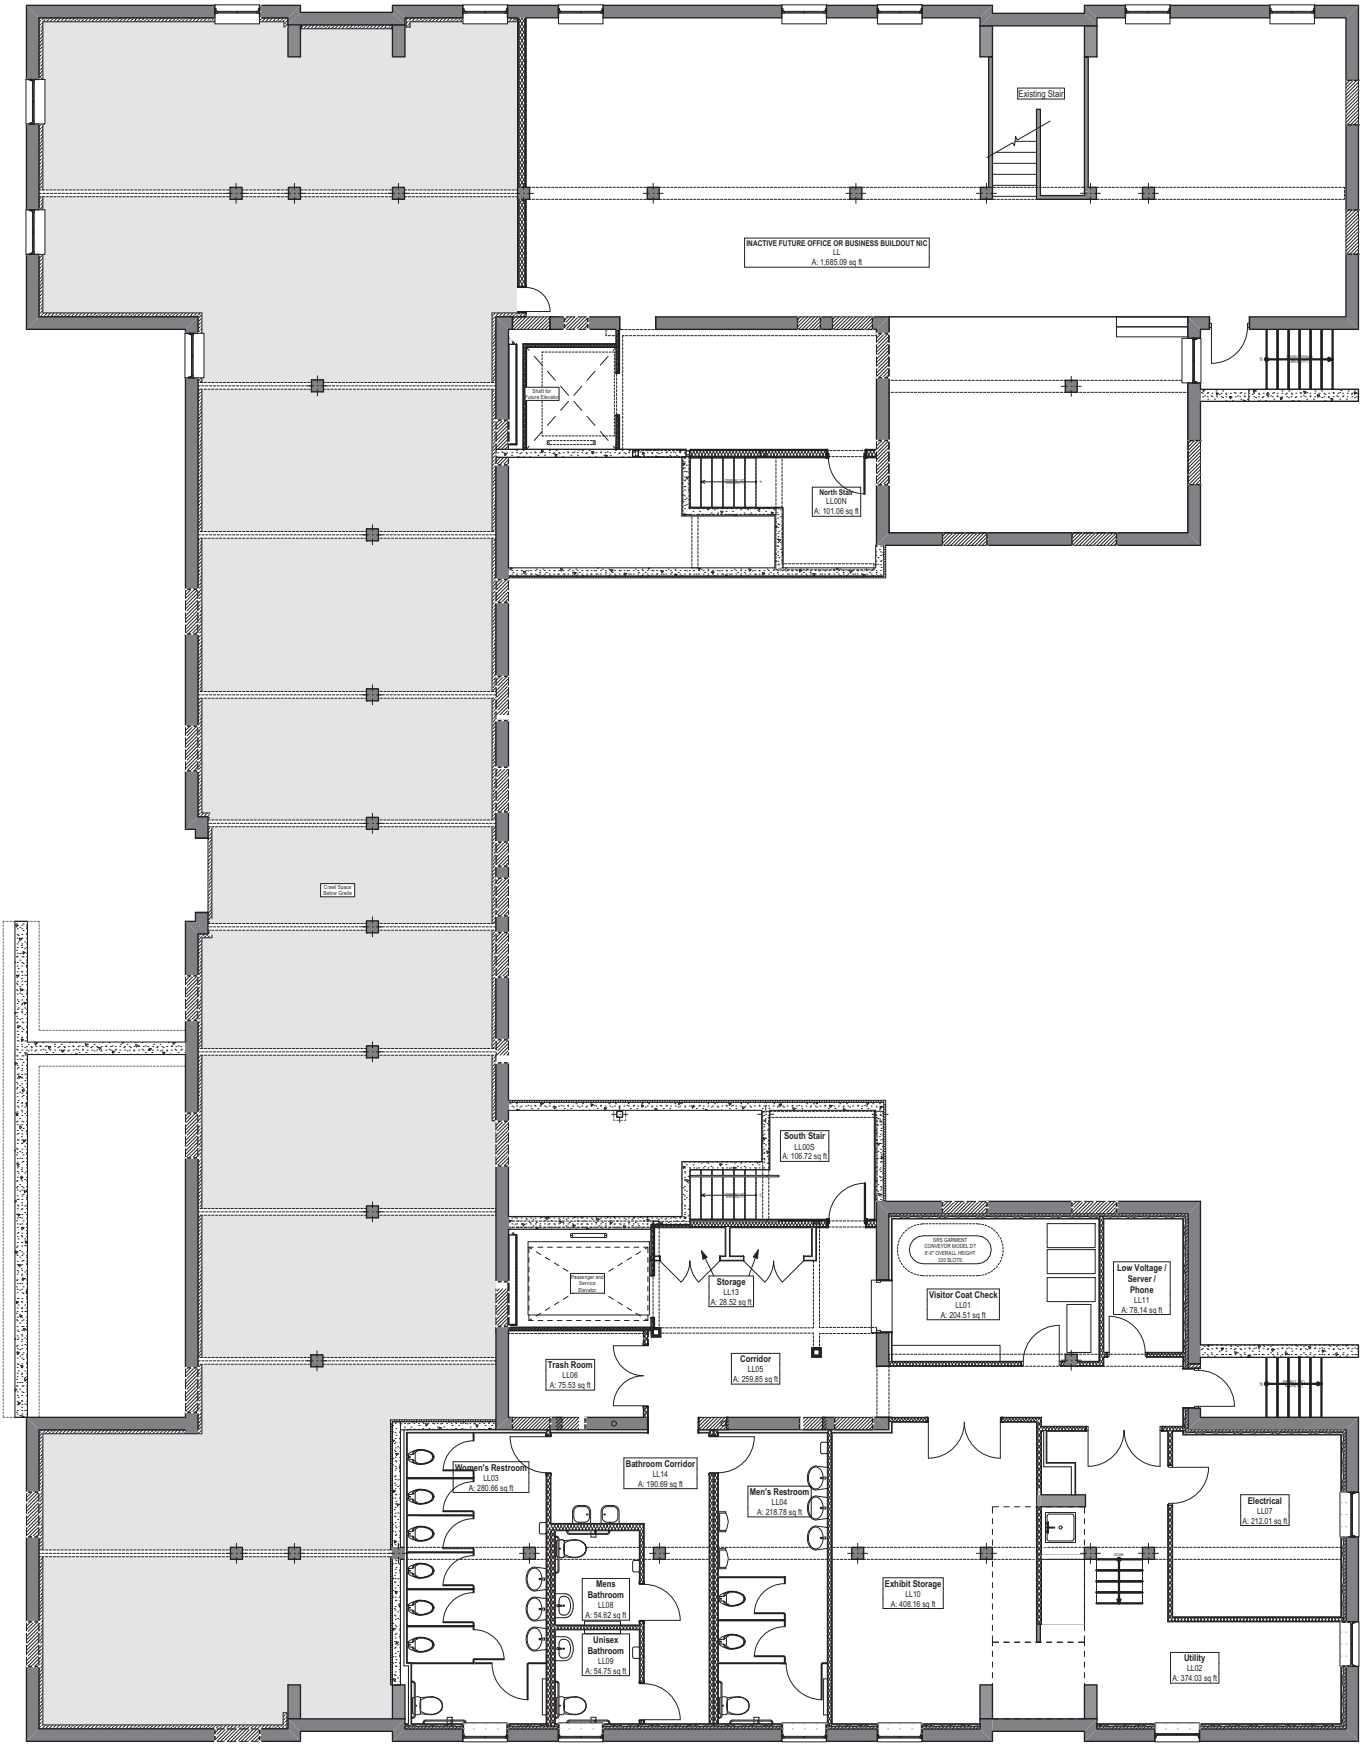 Existing Stair
INACTIVE FUTURE OFFICE OR BUSINESS BUILDOUT NIC
LL
A: 1,685.09 sq ft
Shaft for
Future Elevator
North Stair
LL00N
A: 101.06 sq ft
Crawl Space
Below Grade
South Stair
LL00S
A: 106.72 sq ft
SRS GARMENT
CONVEYOR MODEL DT
8'-0" OVERALL HEIGHT
320 SLOTS
Passenger and
Service
Elevator
Storage
LL13
A: 28.52 sq ft
Visitor Coat Check
LL01
A: 204.51 sq ft
Low Voltage /
Server /
Phone
LL11
A: 78.14 sq ft
Trash Room
LL06
A: 75.53 sq ft
Corridor
LL05
A: 259.85 sq ft
Women's Restroom
LL03
A: 280.66 sq ft
Bathroom Corridor
LL14
A: 190.69 sq ft
Men's Restroom
LL04
A: 218.78 sq ft
Electrical
LL07
A: 212.01 sq ft
Mens
Bathroom
LL08
A: 54.62 sq ft
Exhibit Storage
LL10
A: 408.16 sq ft
Unisex
Bathroom
LL09
A: 54.75 sq ft
Utility
LL02
A: 374.03 sq ft